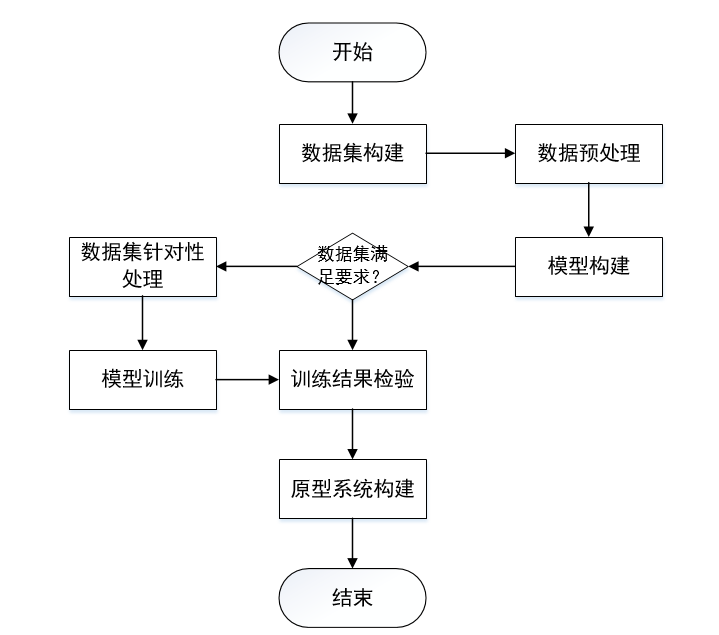 开始
数据集构建
数据预处理
模型构建
数据集满
足要求?
数据集针对性
处理
模型训练
训练结果检验
原型系统构建
结束